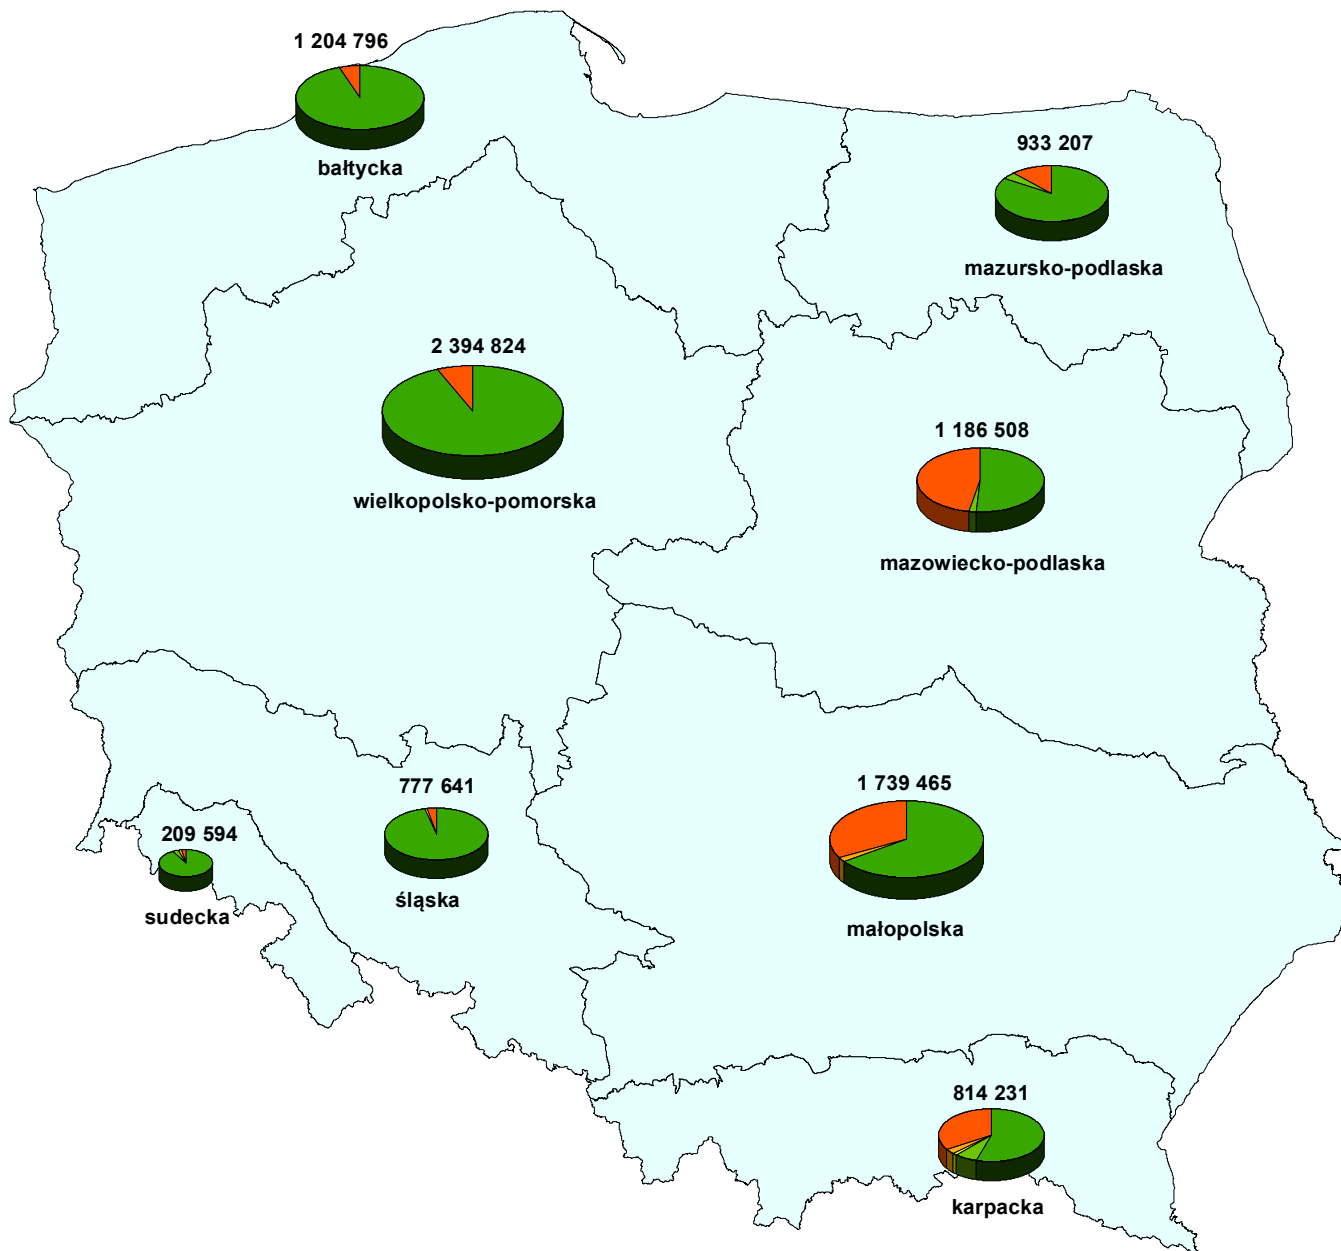 1 204 796
bałtycka
933 207
mazursko-podlaska
2 394 824
wielkopolsko-pomorska
1 186 508
mazowiecko-podlaska
777 641
śląska
209 594
sudecka
1 739 465
małopolska
814 231
karpacka